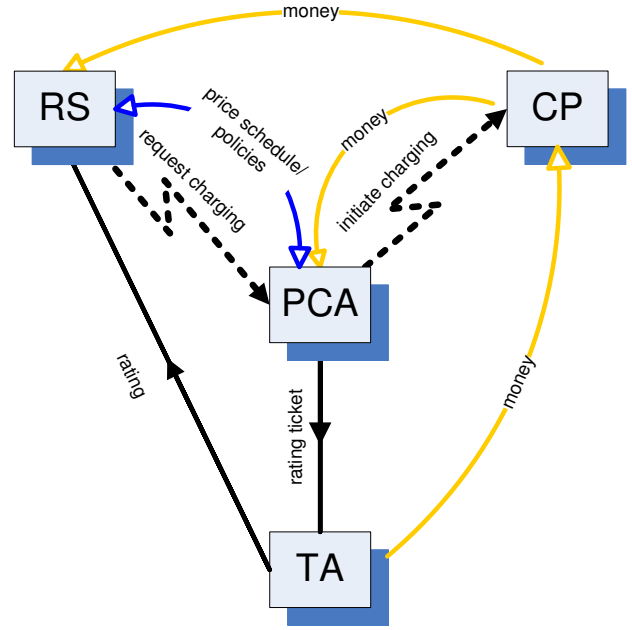 money
RS
CP
price schedule/
policies
money
request charging
initiate charging
PCA
rating
money
rating ticket
TA